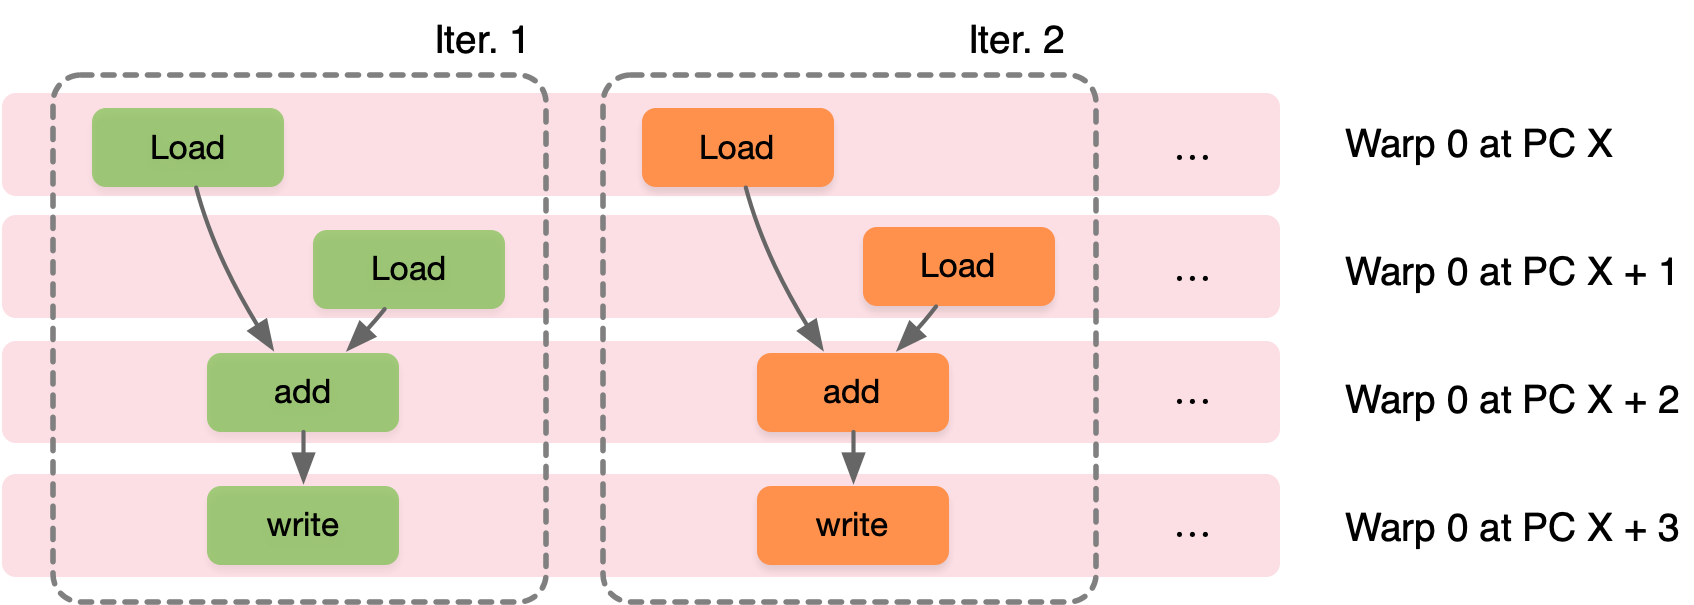 Iter. 1
Iter. 2
Load
Load
...
Warp 0 at PC X
Load
Load
...
Warp 0 at PC X + 1
add
add
...
Warp 0 at PC X + 2
write
write
...
Warp 0 at PC X + 3